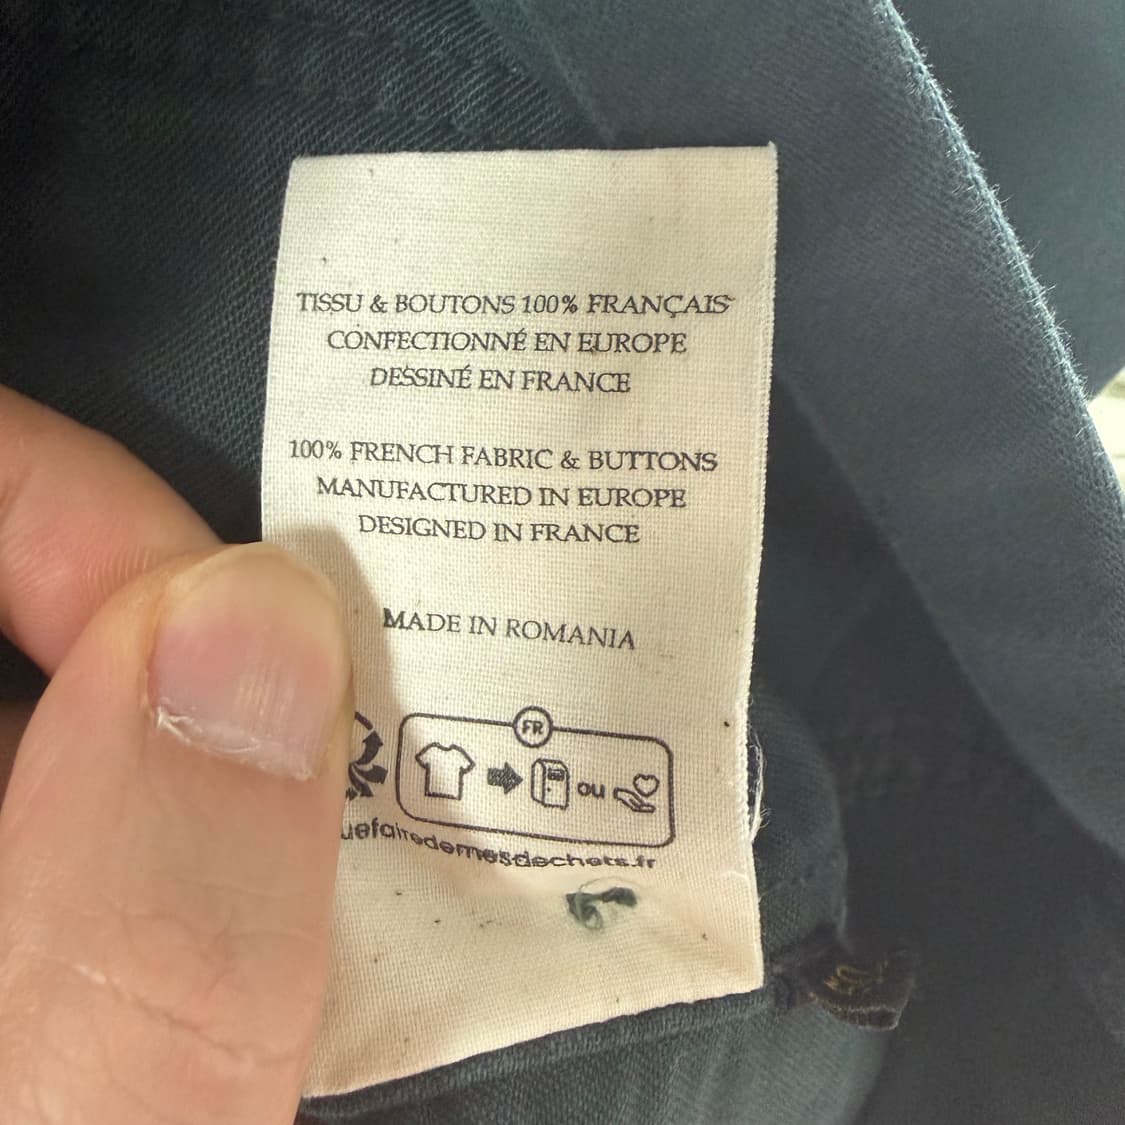 TISSU & BOUTONS 100% FRANÇAIS
CONFECTIONNÉ EN EUROPE
DESSINÉ EN FRANCE
100% FRENCH FABRIC & BUTTONS
MANUFACTURED IN EUROPE
DESIGNED IN FRANCE
MADE IN ROMANIA
FR
ou
uefairedemesdechets.fr